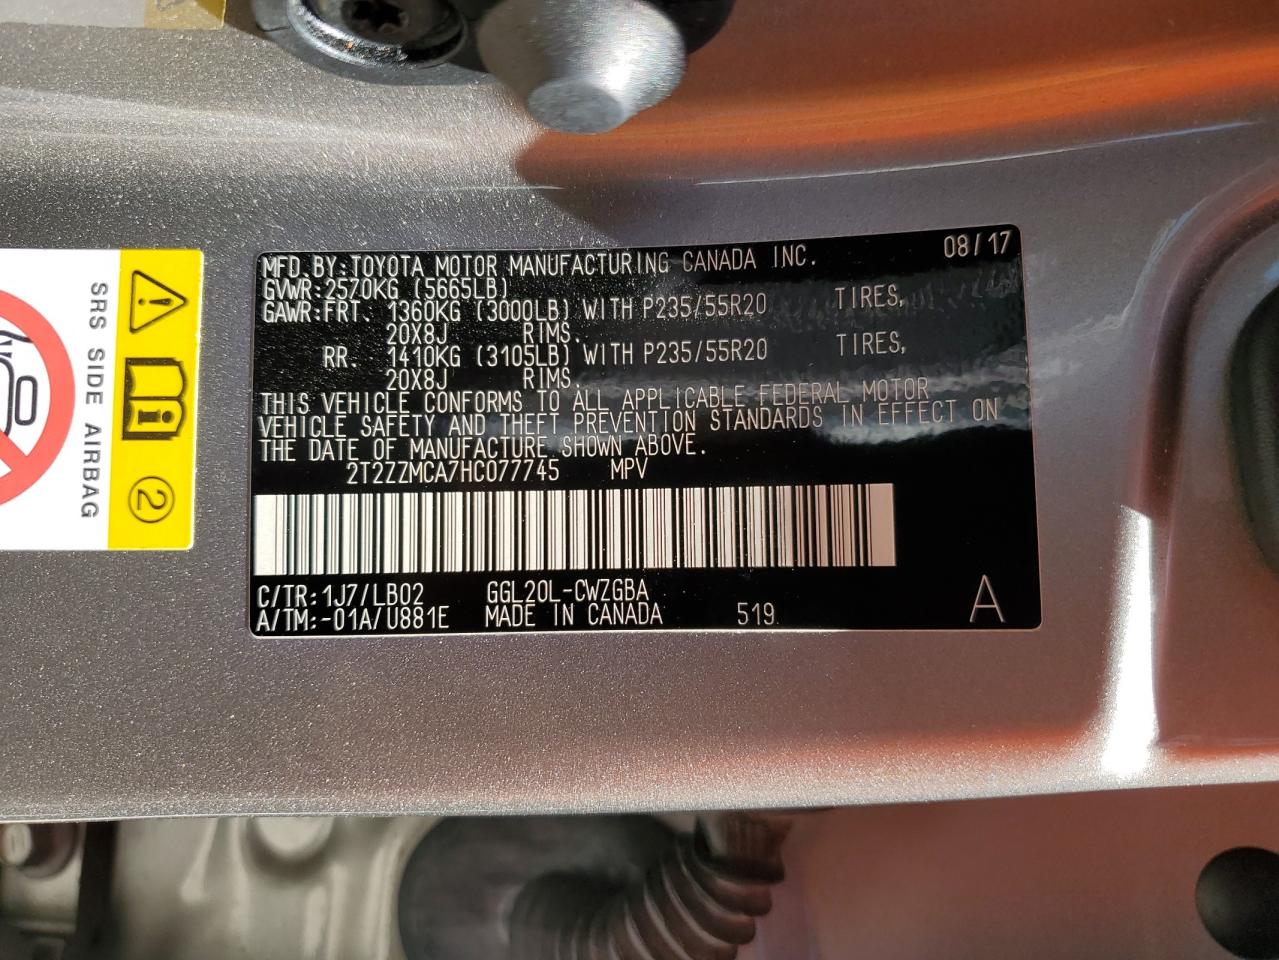 MFD.BY:TOYOTA MOTOR MANUFACTURING CANADA INC. 08/17
GVWR:2570KG (5665LB)
GAWR:FRT. 1360KG (3000LB) WITH P235/55R20 TIRES,
20X8J RIMS.
RR. 1410KG (3105LB) WITH P235/55R20 TIRES,
20X8J RIMS.
THIS VEHICLE CONFORMS TO ALL APPLICABLE FEDERAL MOTOR
VEHICLE SAFETY AND THEFT PREVENTION STANDARDS IN EFFECT ON
THE DATE OF MANUFACTURE SHOWN ABOVE.
2T2ZZMCA7HC077745 MPV
C/TR:1J7/LB02 GGL20L-CWZGBA
A/TM:-01A/U881E MADE IN CANADA 519 A
SRS SIDE AIRBAG
2